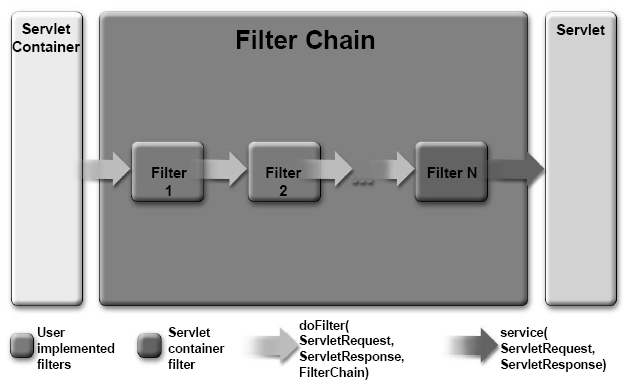 Servlet
Container
Filter Chain
Servlet
Filter
1
Filter
2
...
Filter N
User
implemented
filters
Servlet
container
filter
doFilter(
ServletRequest,
ServletResponse,
FilterChain)
service(
ServletRequest,
ServletResponse)